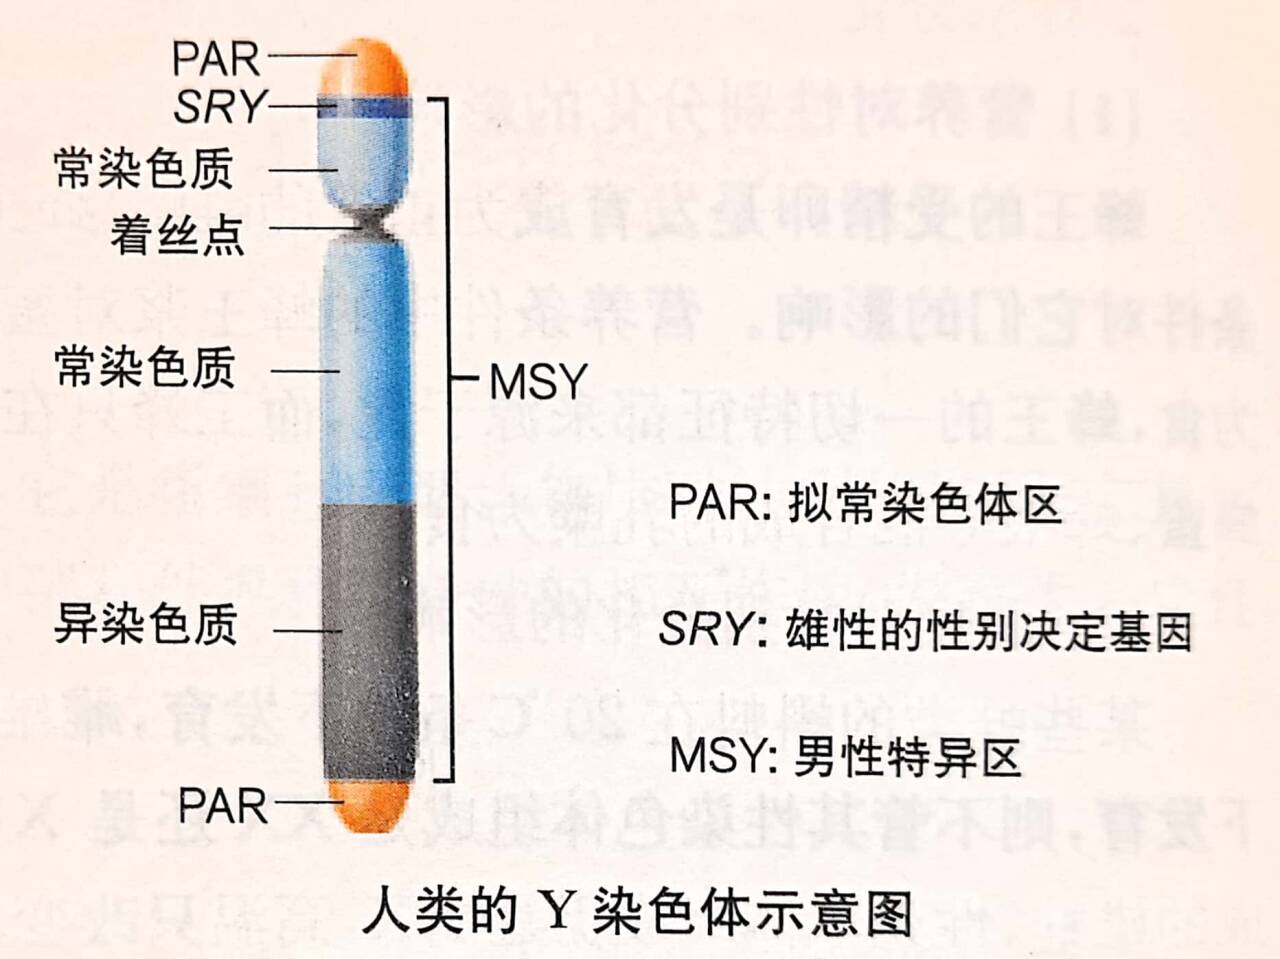 PAR
SRY
常染色质
着丝点
常染色质
MSY
PAR: 拟常染色体区
异染色质
SRY: 雄性的性别决定基因
MSY: 男性特异区
PAR
人类的 Y 染色体示意图